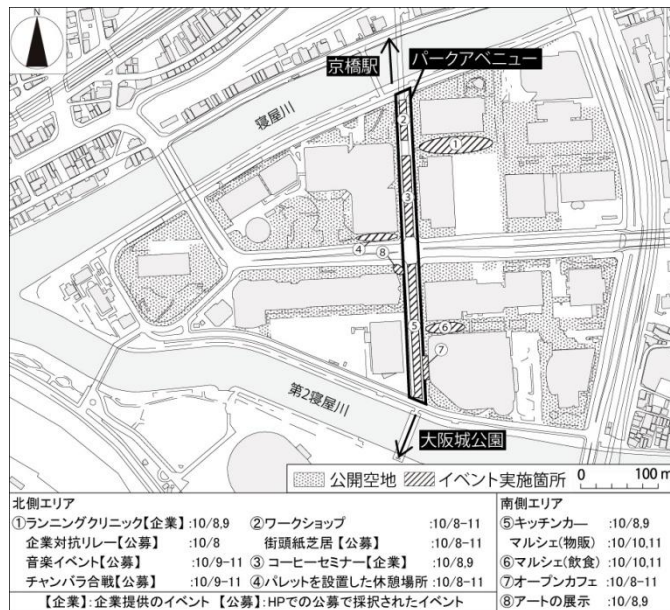 N
京橋駅
パークアベニュー
寝屋川
②
①
③
④
⑧
⑤
⑥
⑦
第2寝屋川
大阪城公園
公開空地 イベント実施箇所 0 100 m
北側エリア
①ランニングクリニック【企業】:10/8,9 ②ワークショップ :10/8-11
企業対抗リレー【公募】 :10/8 街頭紙芝居【公募】 :10/8-11
音楽イベント【公募】 :10/9-11 ③コーヒーセミナー【企業】 :10/8,9
チャンバラ合戦【公募】 :10/9-11 ④パレットを設置した休憩場所 :10/8-11
【企業】:企業提供のイベント 【公募】:HPでの公募で採択されたイベント
南側エリア
⑤キッチンカー :10/8,9
マルシェ(物販) :10/10,11
⑥マルシェ(飲食) :10/10,11
⑦オープンカフェ :10/8-11
⑧アートの展示 :10/8,9